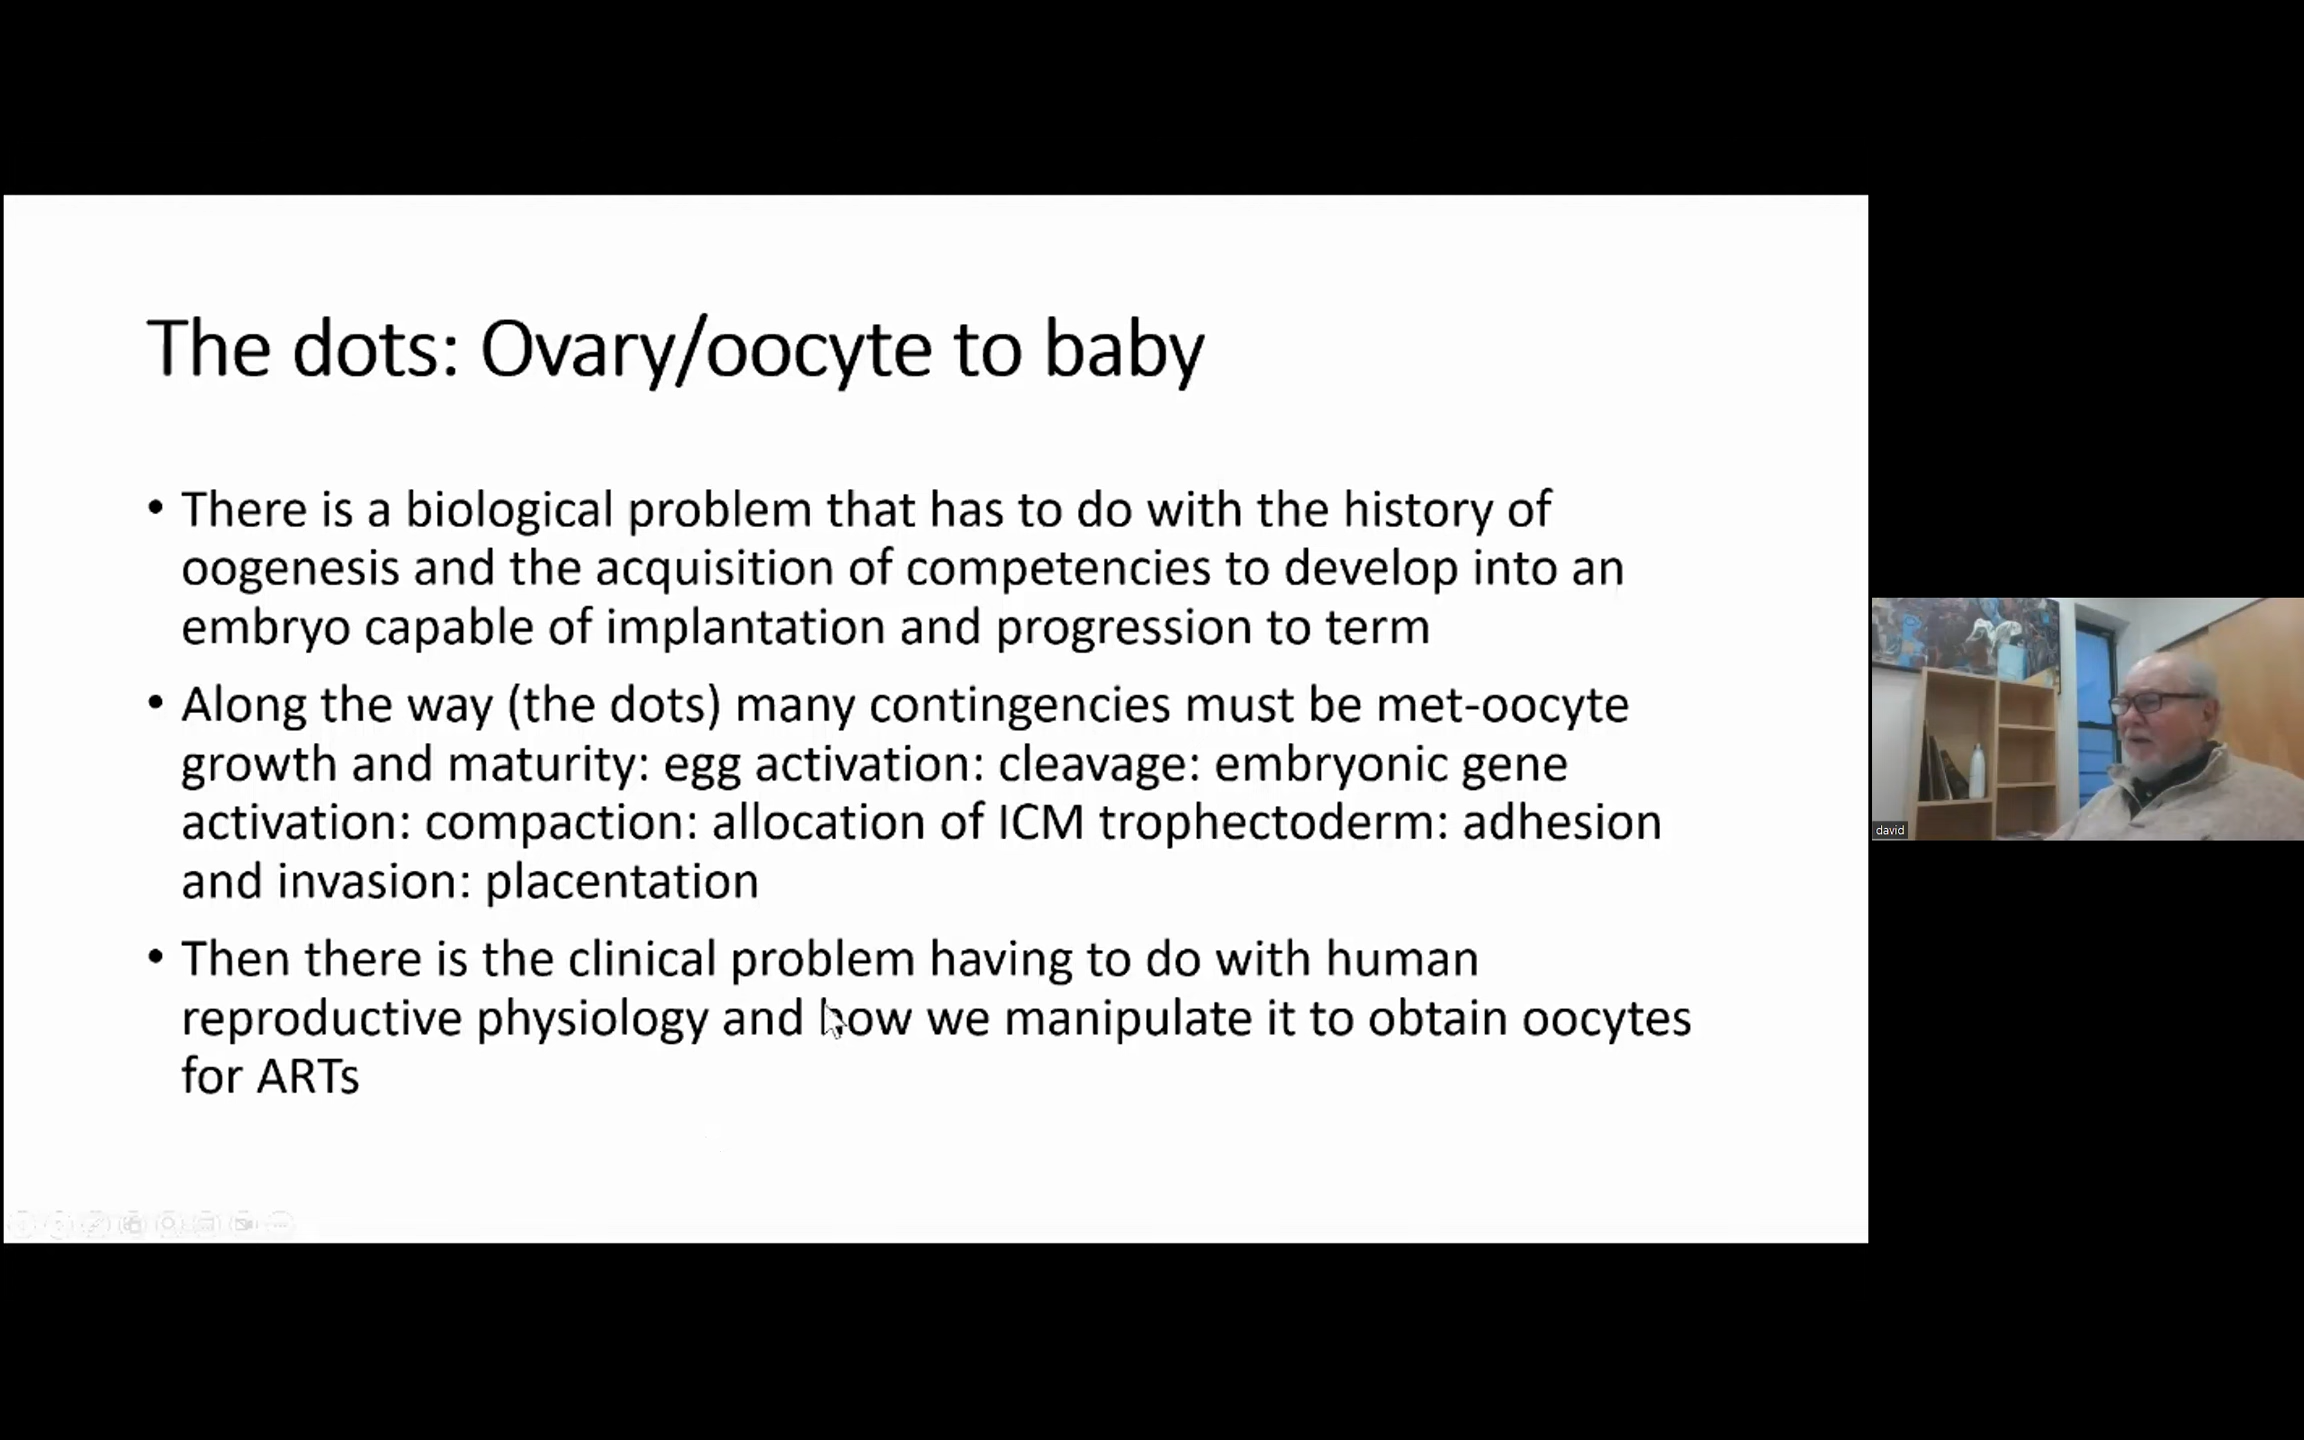 The dots: Ovary/oocyte to baby
• There is a biological problem that has to do with the history of
oogenesis and the acquisition of competencies to develop into an
embryo capable of implantation and progression to term
• Along the way (the dots) many contingencies must be met-oocyte
growth and maturity: egg activation: cleavage: embryonic gene
activation: compaction: allocation of ICM trophectoderm: adhesion
and invasion: placentation
• Then there is the clinical problem having to do with human
reproductive physiology and how we manipulate it to obtain oocytes
for ARTs
david